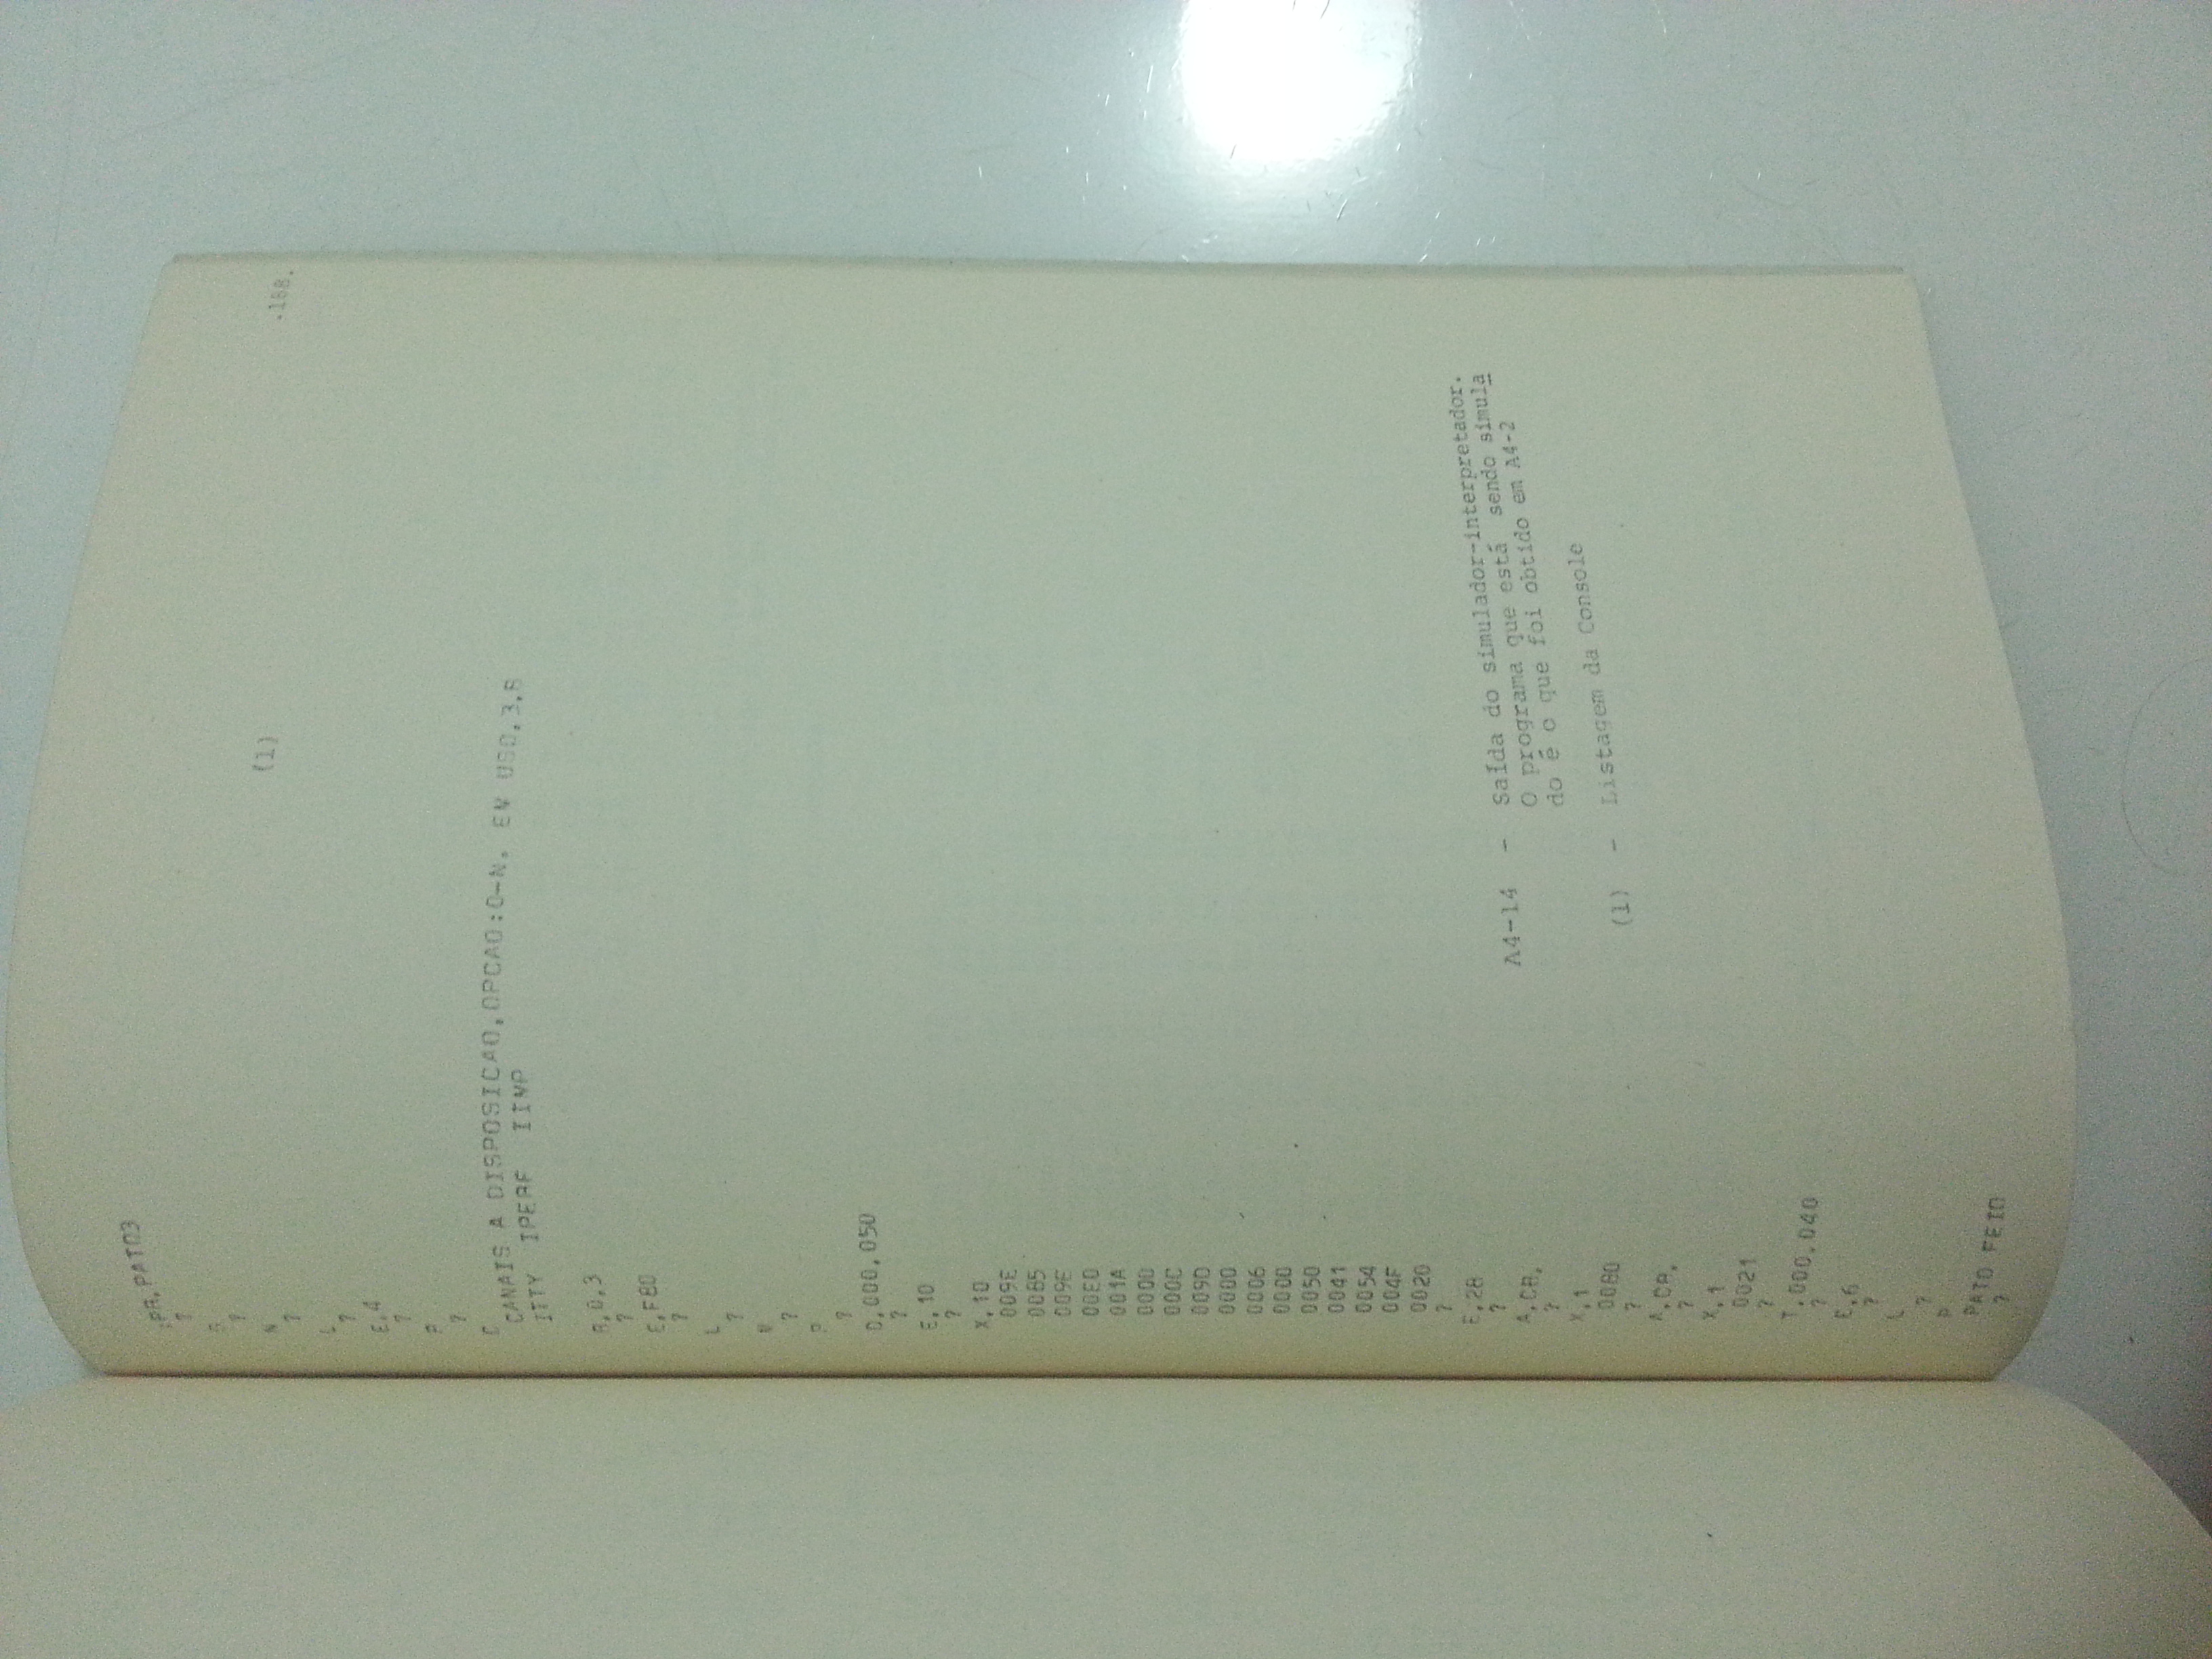 :PR,PATO3
?
?
N
?
L
?
E,4
?
P
?
C
CANAIS A DISPOSICAO,OPCAO:O-N. EM USO,3,B
ITTY IPERF IIMP
R,0,3
?
E,F80
?
L
?
?
P
?
D,000,050
?
E,10
?
X,10
009E
0085
009E
00E0
001A
0000
000C
009D
0000
0006
0000
0050
0041
0054
004F
0020
?
E,28
?
A,CB,
?
X,1
0080
?
A,CB,
?
X,1
0021
?
T,000,040
?
E,6
?
L
?
P
PATO FEIO
?
(1)
.188.
A4-14 - Saída do simulador-interpretador.
O programa que está sendo simula
do é o que foi obtido em A4-2
(1) - Listagem da Console